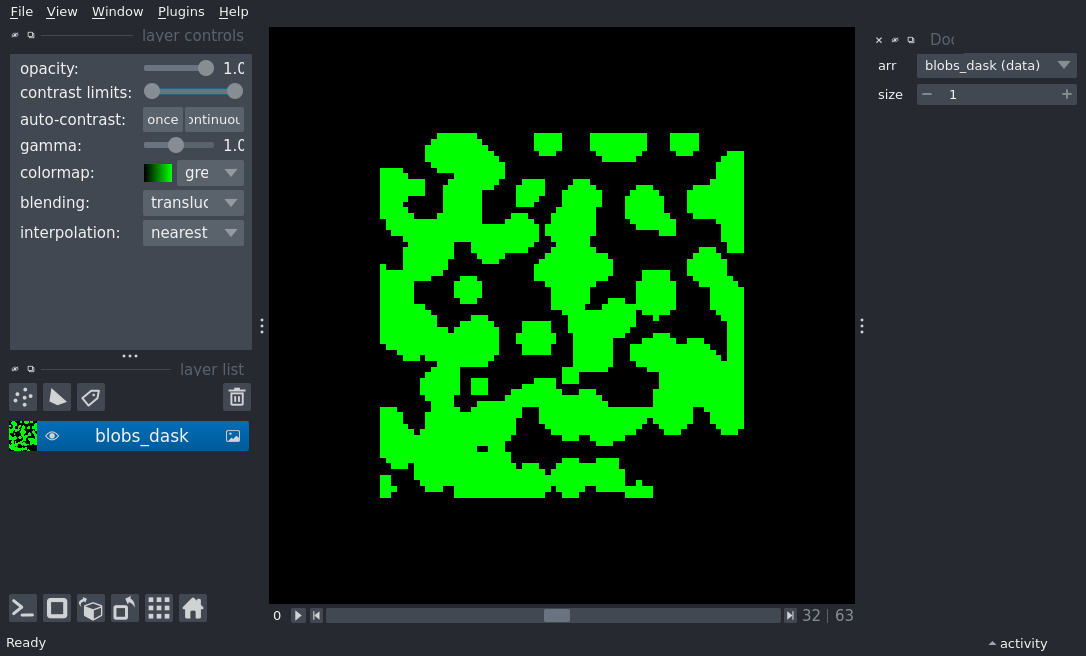 File View Window Plugins Help
layer controls
opacity: 1.0
contrast limits:
auto-contrast: once ontinuou
gamma: 1.0
colormap: gre
blending: transluc
interpolation: nearest
layer list
blobs_dask
0 32 | 63
Ready
activity
Doc
arr blobs_dask (data)
size 1